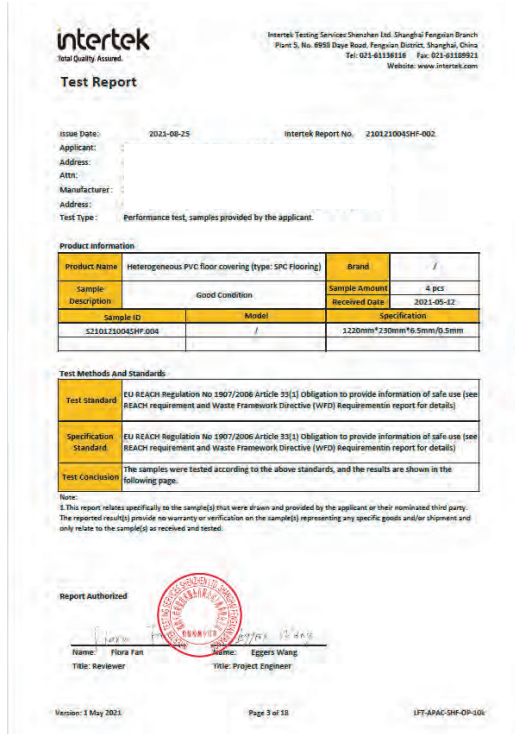 intertek
Total Quality. Assured.
Test Report
Intertek Testing Services Shenzhen Ltd. Shanghai Fengxian Branch
Plant 5, No. 6958 Daye Road, Fengxian District, Shanghai, China
Tel: 021-61136116 Fax: 021-61189921
Website: www.intertek.com
Issue Date: 2021-08-25 Intertek Report No. 210121004SHF-002
Applicant: :
Address: :
Attn: :
Manufacturer : :
Address: :
Test Type : Performance test, samples provided by the applicant.
Product Information
Product Name Heterogeneous PVC floor covering (type: SPC Flooring) Brand /
Sample Description Good Condition Sample Amount 4 pcs
Received Date 2021-05-12
Sample ID Model Specification
S210121004SHF.004 / 1220mm*230mm*6.5mm/0.5mm
Test Methods And Standards
Test Standard EU REACH Regulation No 1907/2006 Article 33(1) Obligation to provide information of safe use (see
REACH requirement and Waste Framework Directive (WFD) Requirementin report for details)
Specification Standard EU REACH Regulation No 1907/2006 Article 33(1) Obligation to provide information of safe use (see
REACH requirement and Waste Framework Directive (WFD) Requirementin report for details)
Test Conclusion The samples were tested according to the above standards, and the results are shown in the
following page.
Note:
1.This report relates specifically to the sample(s) that were drawn and provided by the applicant or their nominated third party.
The reported result(s) provide no warranty or verification on the sample(s) representing any specific goods and/or shipment and
only relate to the sample(s) as received and tested.
Report Authorized
Name: Flora Fan Name: Eggers Wang
Title: Reviewer Title: Project Engineer
Version: 1 May 2021 Page 3 of 18 LFT-APAC-SHF-OP-10k